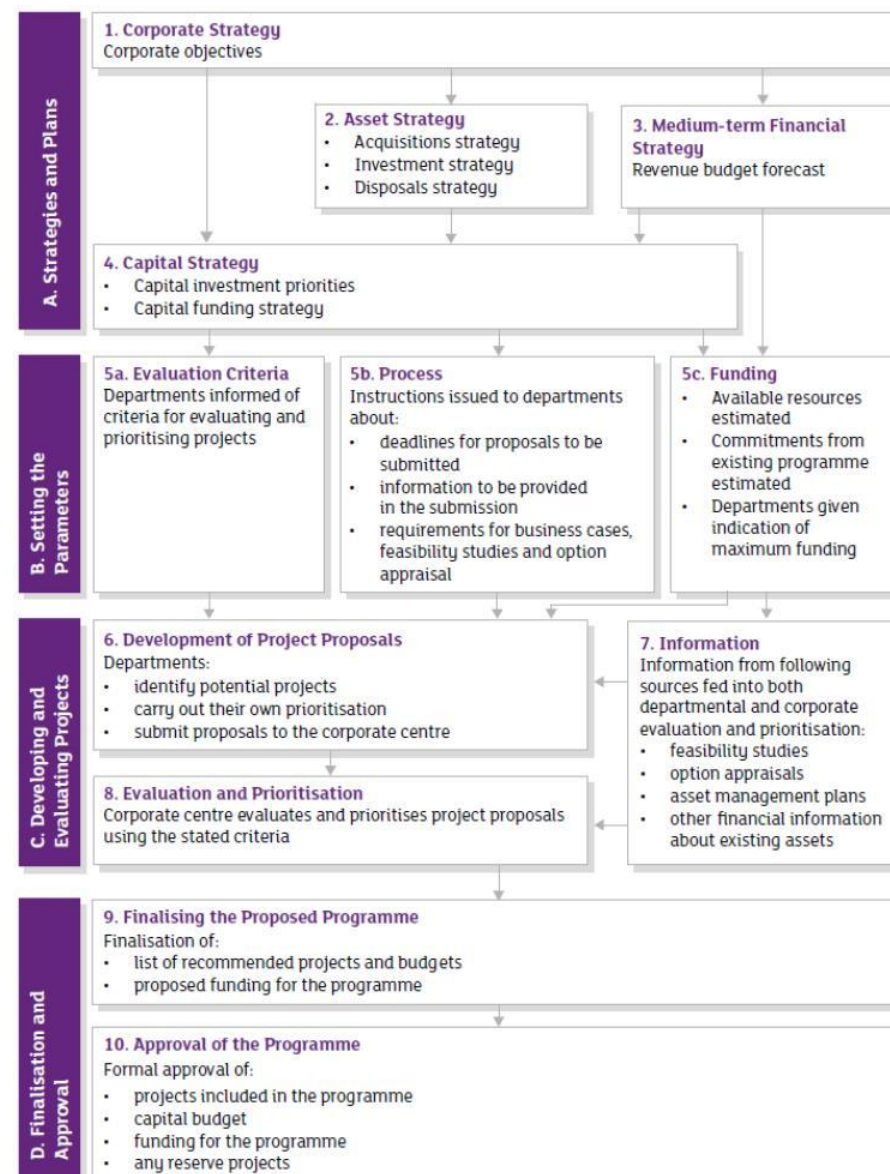 A. Strategies and Plans
1. Corporate Strategy
Corporate objectives
2. Asset Strategy
• Acquisitions strategy
• Investment strategy
• Disposals strategy
3. Medium-term Financial
Strategy
Revenue budget forecast
4. Capital Strategy
• Capital investment priorities
• Capital funding strategy
B. Setting the
Parameters
5a. Evaluation Criteria
Departments informed of
criteria for evaluating and
prioritising projects
5b. Process
Instructions issued to departments
about:
• deadlines for proposals to be
submitted
• information to be provided
in the submission
• requirements for business cases,
feasibility studies and option
appraisal
5c. Funding
• Available resources
estimated
• Commitments from
existing programme
estimated
• Departments given
indication of
maximum funding
C. Developing and
Evaluating Projects
6. Development of Project Proposals
Departments:
• identify potential projects
• carry out their own prioritisation
• submit proposals to the corporate centre
7. Information
Information from following
sources fed into both
departmental and corporate
evaluation and prioritisation:
• feasibility studies
• option appraisals
• asset management plans
• other financial information
about existing assets
8. Evaluation and Prioritisation
Corporate centre evaluates and prioritises project proposals
using the stated criteria
D. Finalisation and
Approval
9. Finalising the Proposed Programme
Finalisation of:
• list of recommended projects and budgets
• proposed funding for the programme
10. Approval of the Programme
Formal approval of:
• projects included in the programme
• capital budget
• funding for the programme
• any reserve projects